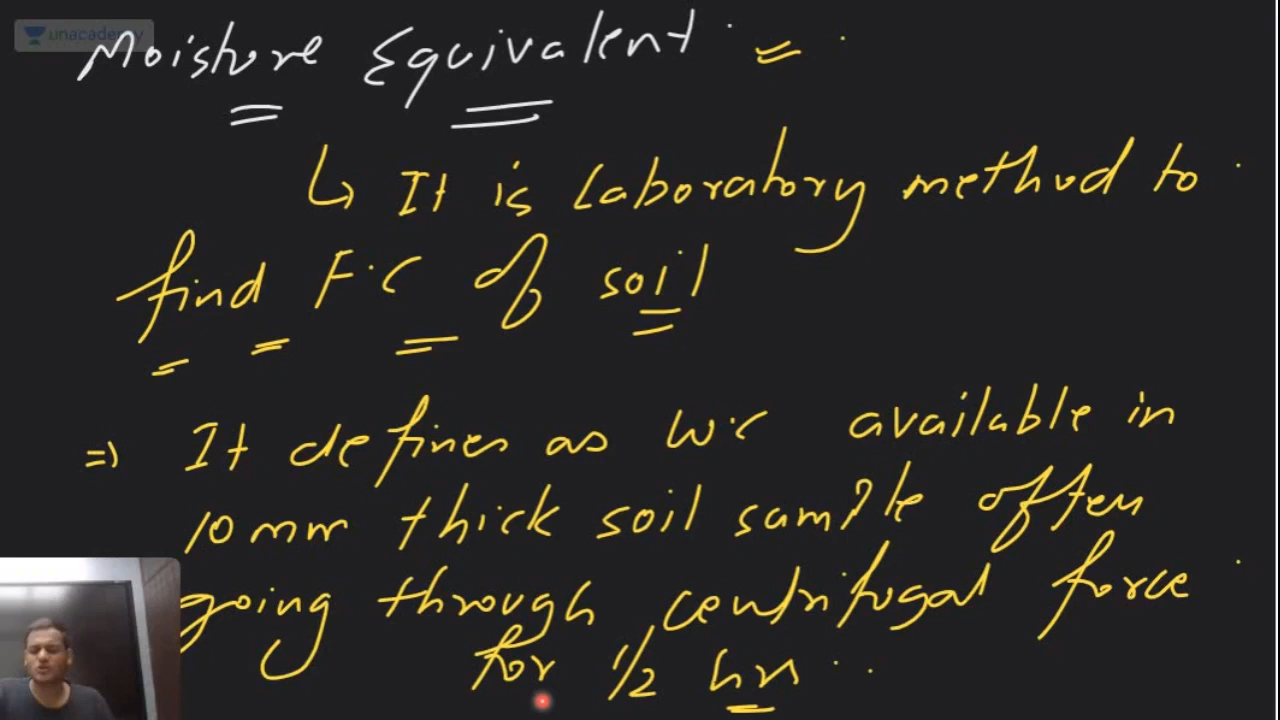 unacademy
Moisture Equivalent
↳ It is Laboratory method to
find F.C of soil
⇒ It defines as W.C available in
10 mm thick soil sample after
going through centrifugal force
for 1/2 hr